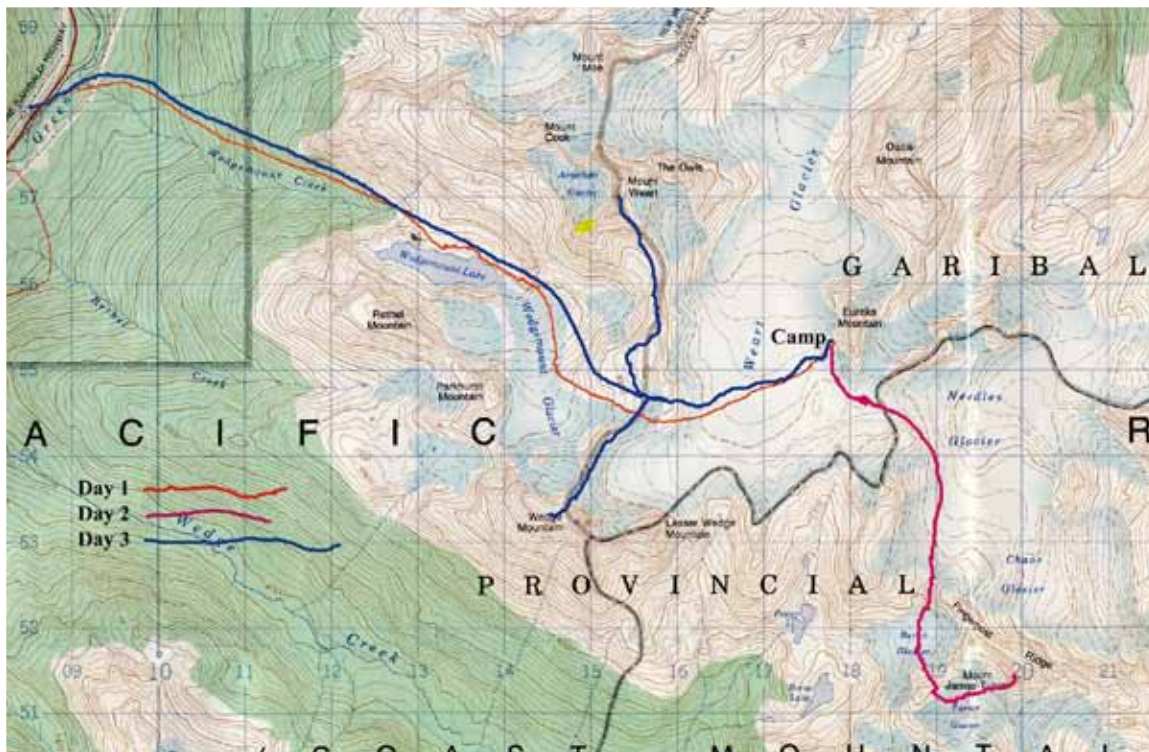 59
Mount
Moe
Mount
Cook
Green
Wedgemount Creek
The Owls
Mount
Weart
Mountain
Glacier
57
Wedgemount Lake
G A R I B A L
56
Rethel
Mountain
Wedgemount
Glacier
Eureka
Mountain
Camp
Weart
55
Creek
Parkhurst
Mountain
Needles
Glacier
A C I F I C
R
54
Day 1
Day 2
Day 3
Wedge
Creek
Wedge
Mountain
Lesser Wedge
Mountain
53
P R O V I N C I A L
Chaos
Glacier
52
Fingerpost
Ridge
09
10
11
12
13
14
15
16
17
18
19
20
21
Mount
James Turner
51
C O A S T M O U N T A